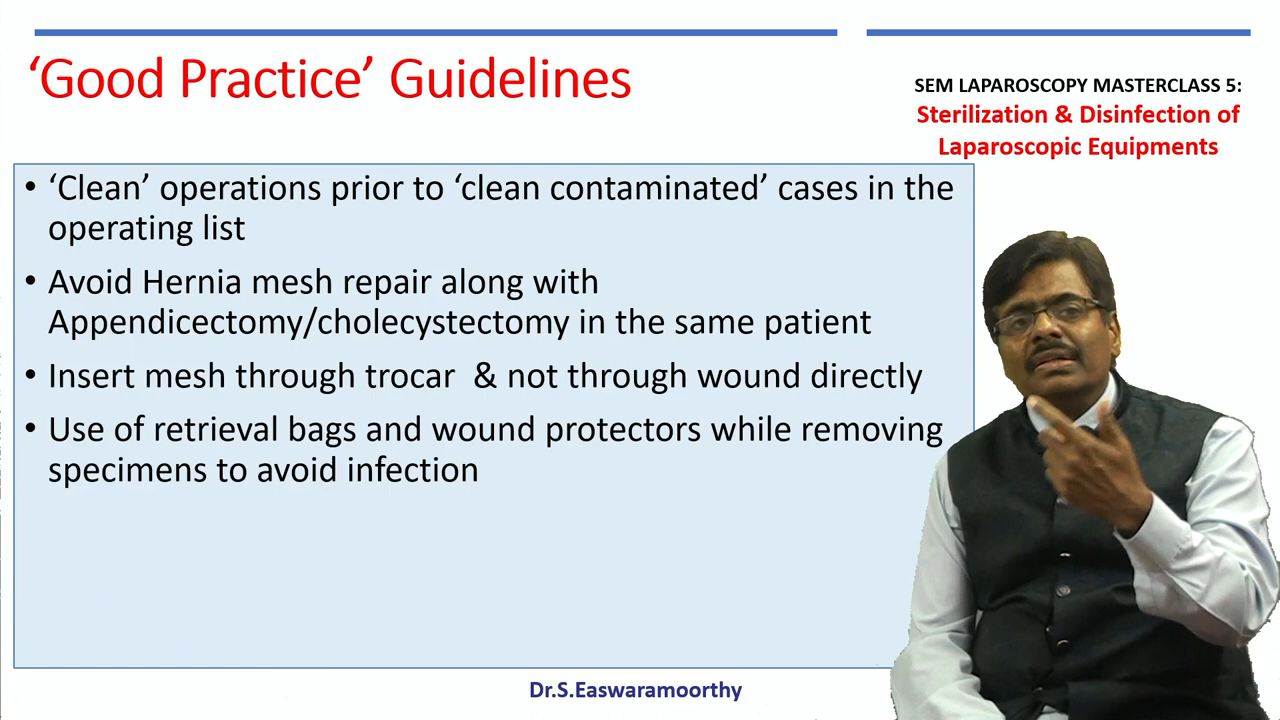 ‘Good Practice’ Guidelines
SEM LAPAROSCOPY MASTERCLASS 5:
Sterilization & Disinfection of
Laparoscopic Equipments
• ‘Clean’ operations prior to ‘clean contaminated’ cases in the
operating list
• Avoid Hernia mesh repair along with
Appendicectomy/cholecystectomy in the same patient
• Insert mesh through trocar & not through wound directly
• Use of retrieval bags and wound protectors while removing
specimens to avoid infection
Dr.S.Easwaramoorthy